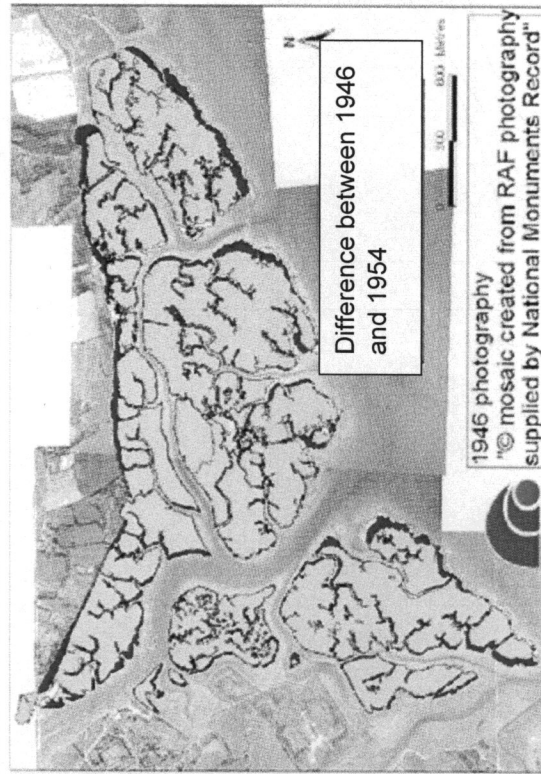 N
Difference between 1946
and 1954
0 300 600 Metres
1946 photography
"© mosaic created from RAF photography
supplied by National Monuments Record"